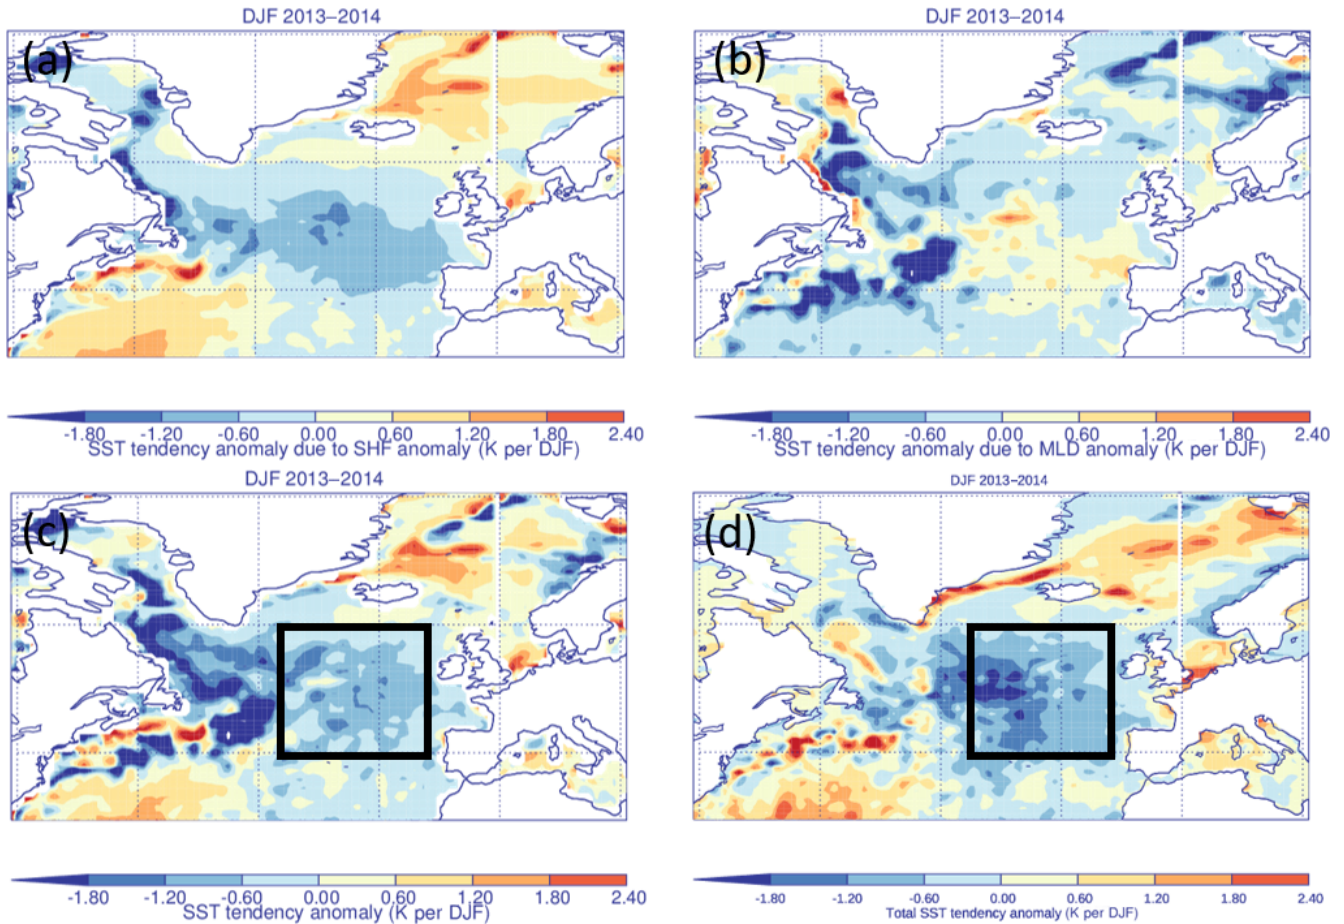 DJF 2013–2014
DJF 2013–2014
(a)
(b)
-1.80 -1.20 -0.60 0.00 0.60 1.20 1.80 2.40
SST tendency anomaly due to SHF anomaly (K per DJF)
-1.80 -1.20 -0.60 0.00 0.60 1.20 1.80 2.40
SST tendency anomaly due to MLD anomaly (K per DJF)
DJF 2013–2014
DJF 2013–2014
(c)
(d)
-1.80 -1.20 -0.60 0.00 0.60 1.20 1.80 2.40
SST tendency anomaly (K per DJF)
-1.80 -1.20 -0.60 0.00 0.60 1.20 1.80 2.40
Total SST tendency anomaly (K per DJF)